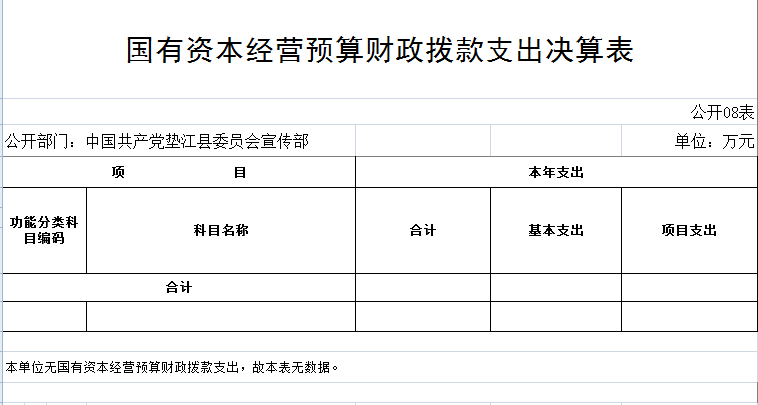 国有资本经营预算财政拨款支出决算表
公开08表
公开部门：中国共产党垫江县委员会宣传部 单位：万元
项 目 本年支出
功能分类科目编码 科目名称 合计 基本支出 项目支出
合计
本单位无国有资本经营预算财政拨款支出，故本表无数据。